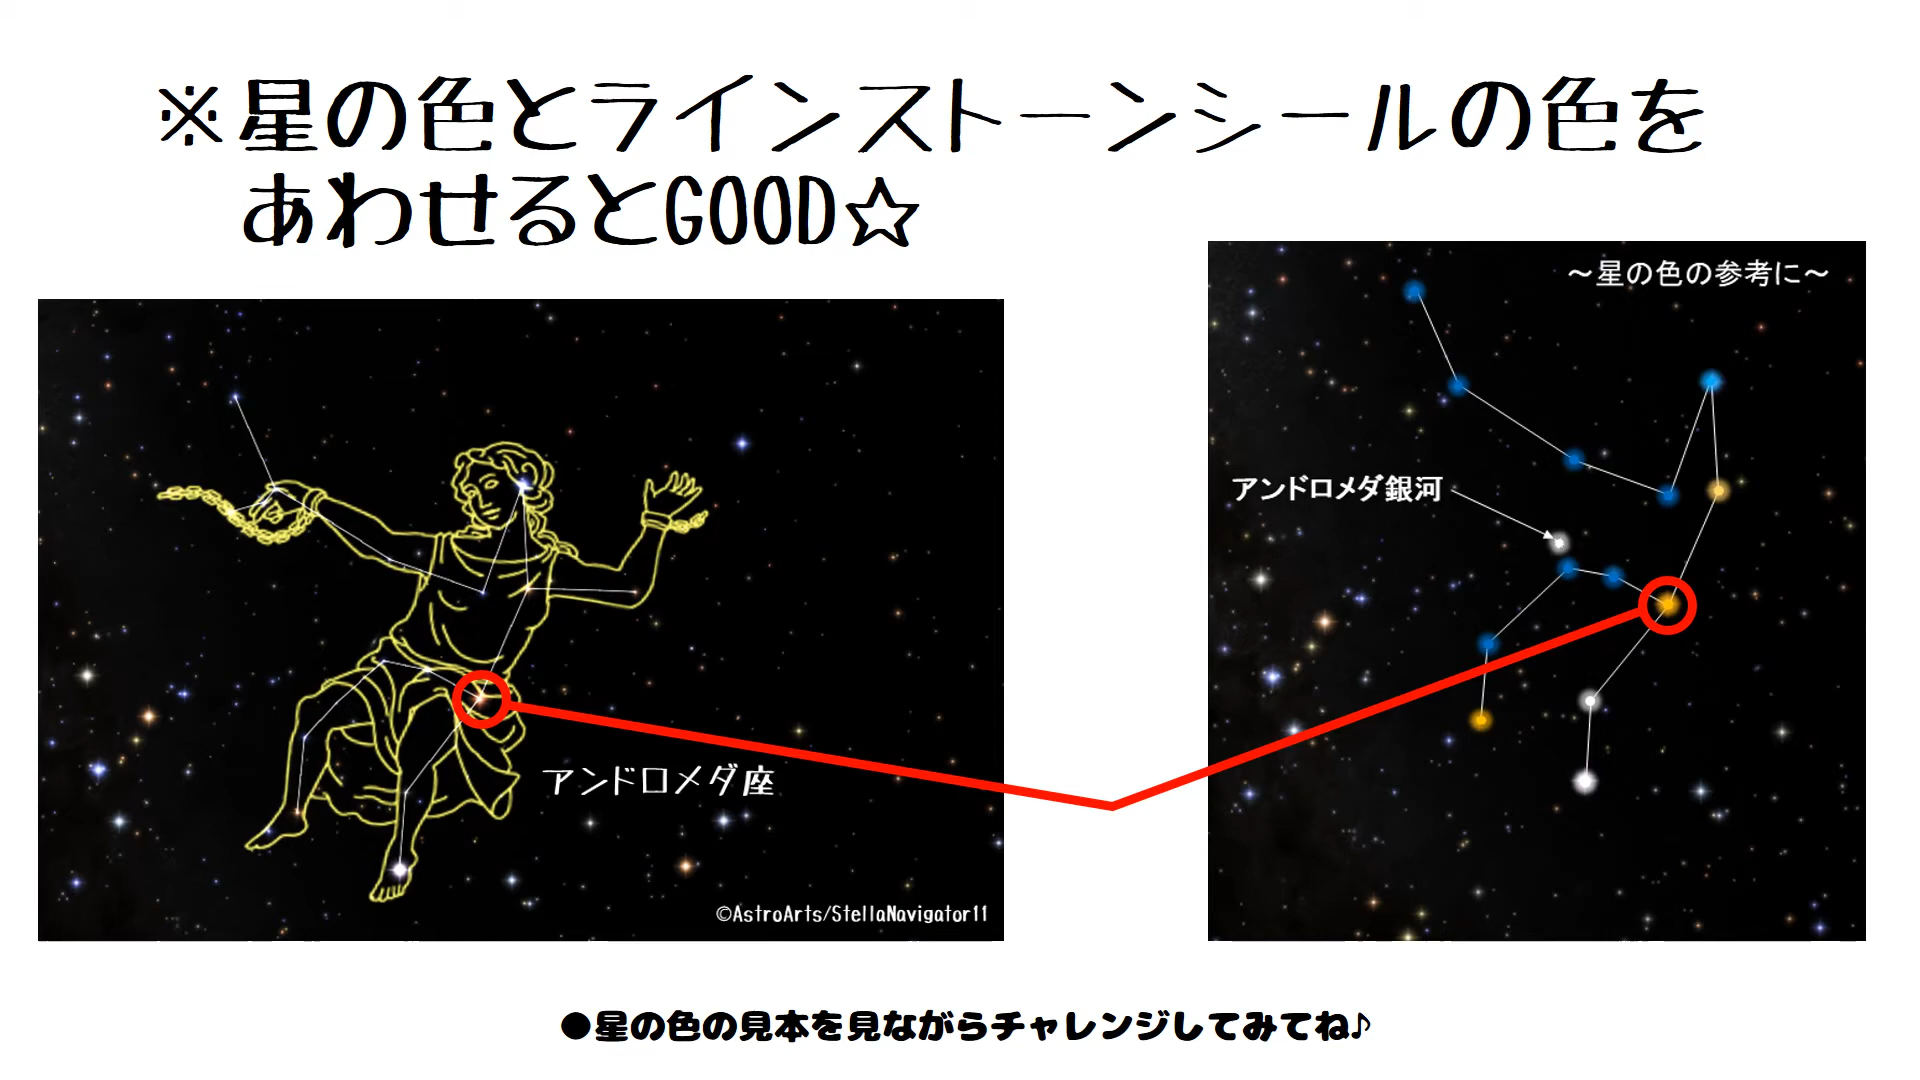 ※星の色とラインストーンシールの色を
あわせるとGOOD☆
～星の色の参考に～
アンドロメダ銀河
アンドロメダ座
©AstroArts/StellaNavigator11
●星の色の見本を見ながらチャレンジしてみてね♪